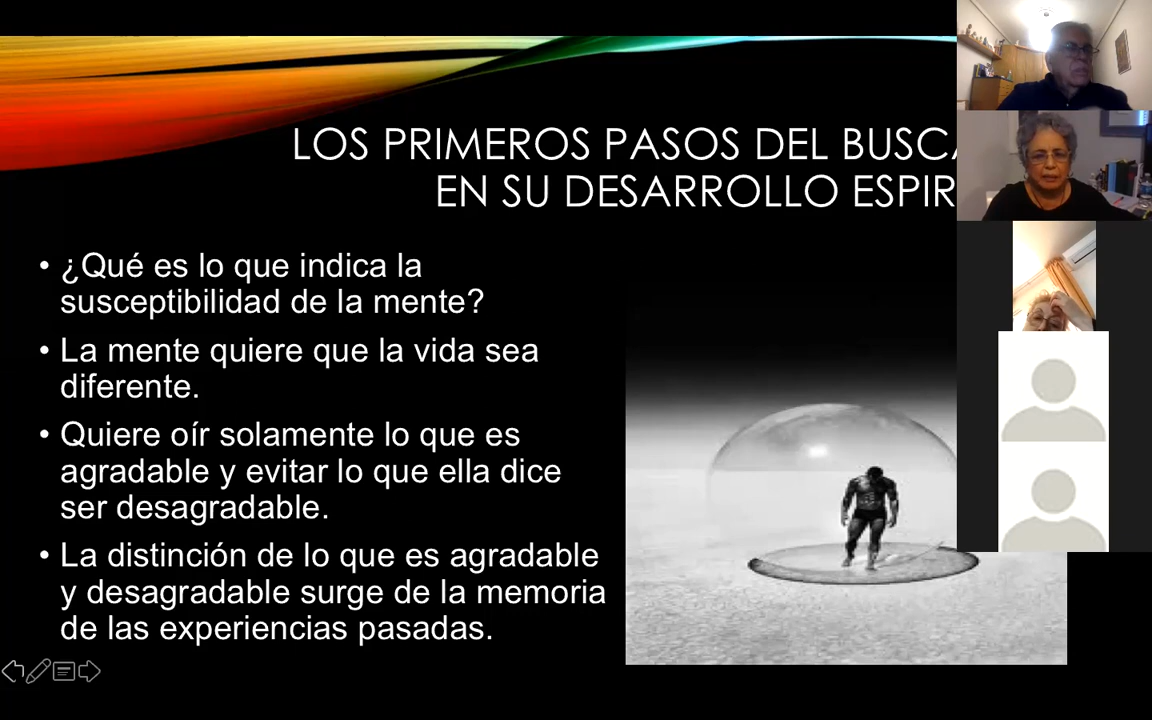 LOS PRIMEROS PASOS DEL BUSCA
EN SU DESARROLLO ESPIR
• ¿Qué es lo que indica la
susceptibilidad de la mente?
• La mente quiere que la vida sea
diferente.
• Quiere oír solamente lo que es
agradable y evitar lo que ella dice
ser desagradable.
• La distinción de lo que es agradable
y desagradable surge de la memoria
de las experiencias pasadas.